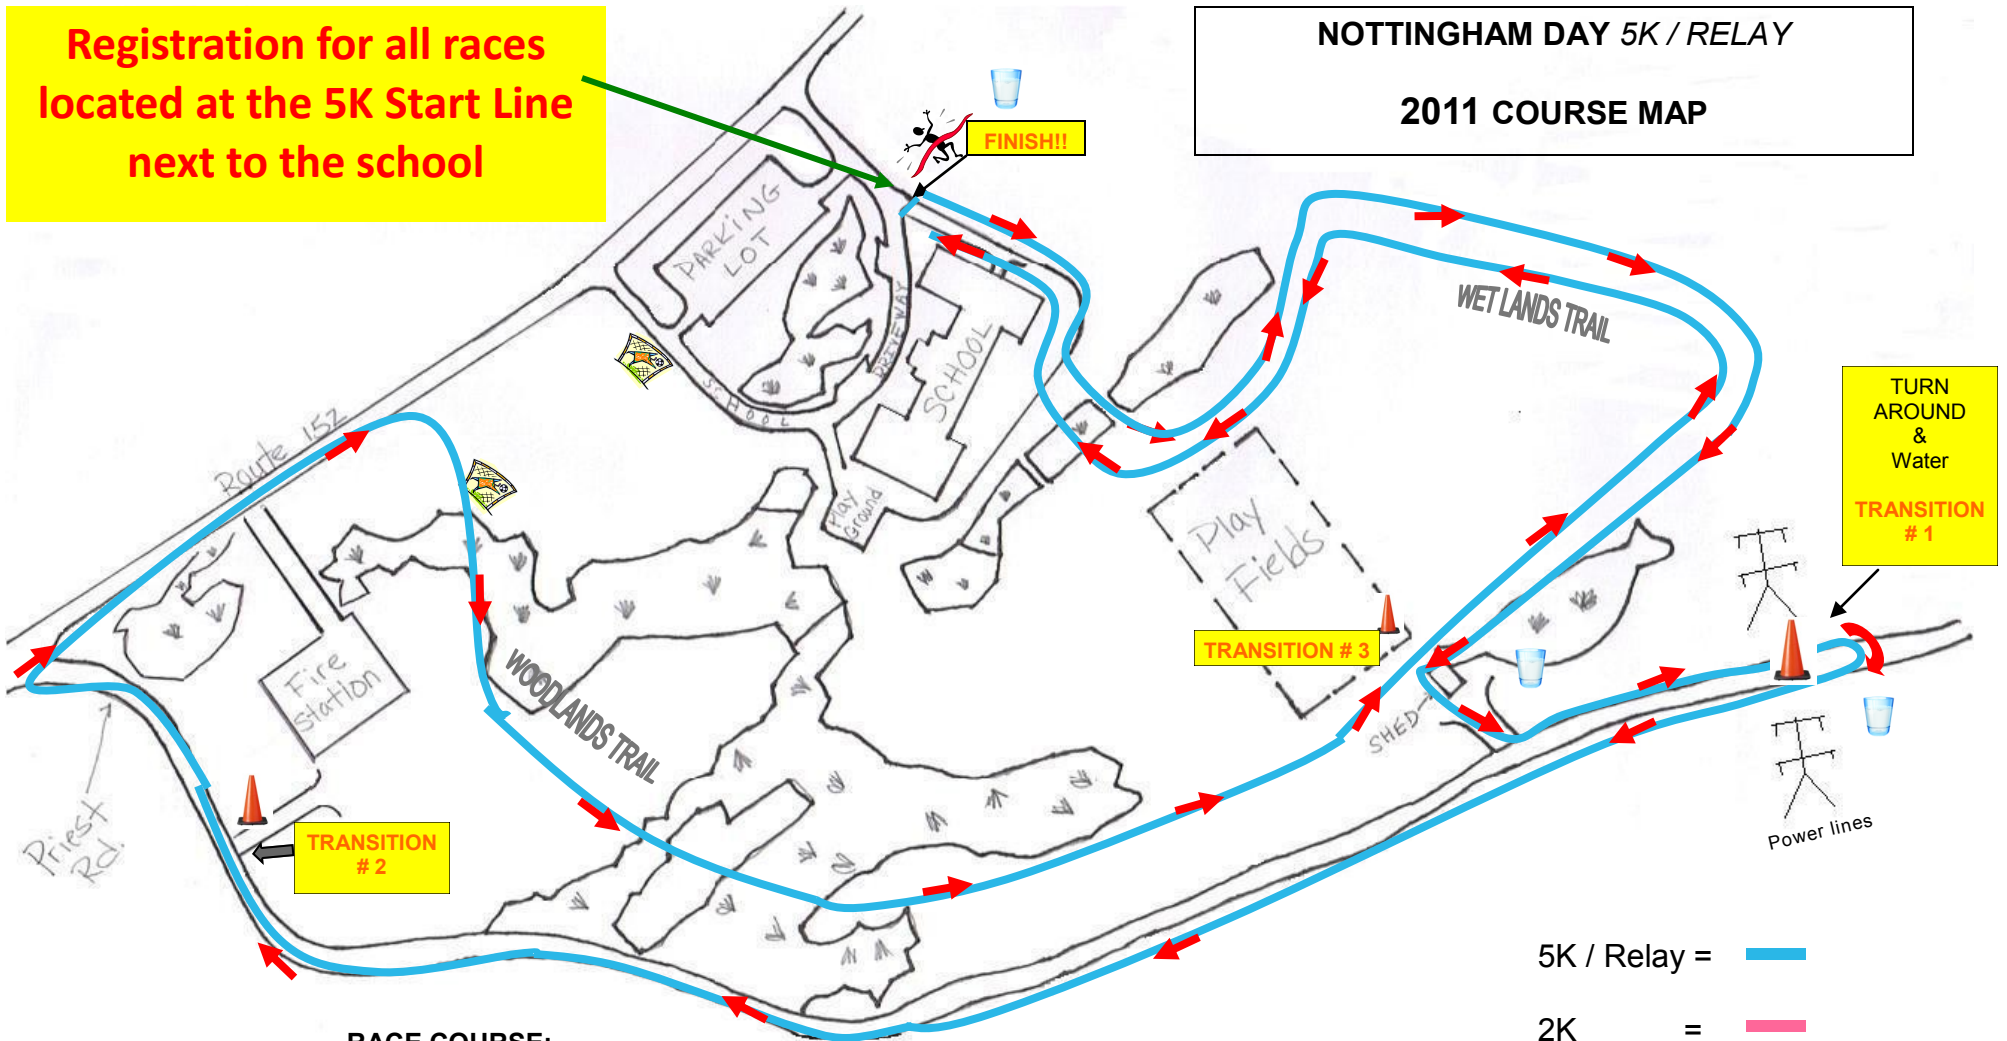 Registration for all races
located at the 5K Start Line
next to the school
NOTTINGHAM DAY 5K / RELAY
2011 COURSE MAP
FINISH!!
PARKING
LOT
DRIVEWAY
SCHOOL
SCHOOL
WET LANDS TRAIL
TURN
AROUND
&
Water
TRANSITION
# 1
Route 152
Play
Ground
Play
Fields
TRANSITION # 3
Fire
Station
WOODLANDS TRAIL
SHED
Priest
Rd.
TRANSITION
# 2
Power lines
5K / Relay =
2K =
RACE COURSE: